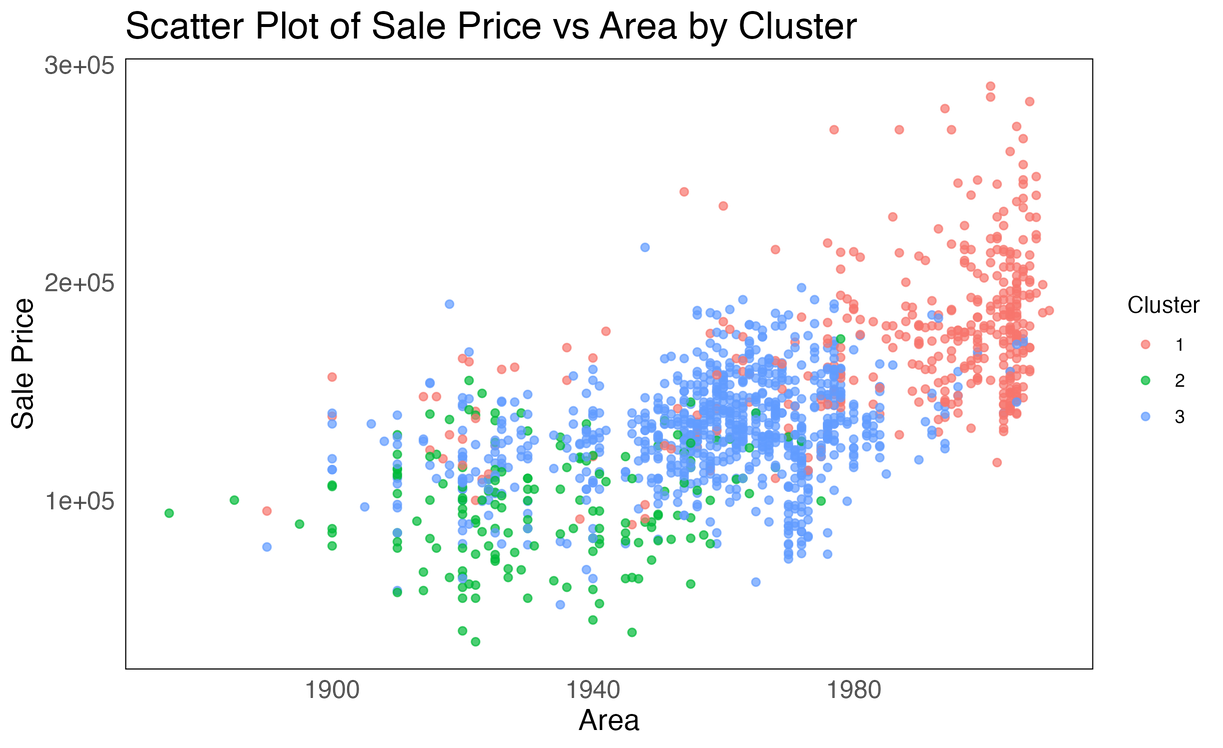 Scatter Plot of Sale Price vs Area by Cluster
3e+05
2e+05
1e+05
Sale Price
1900
1940
1980
Area
Cluster
1
2
3